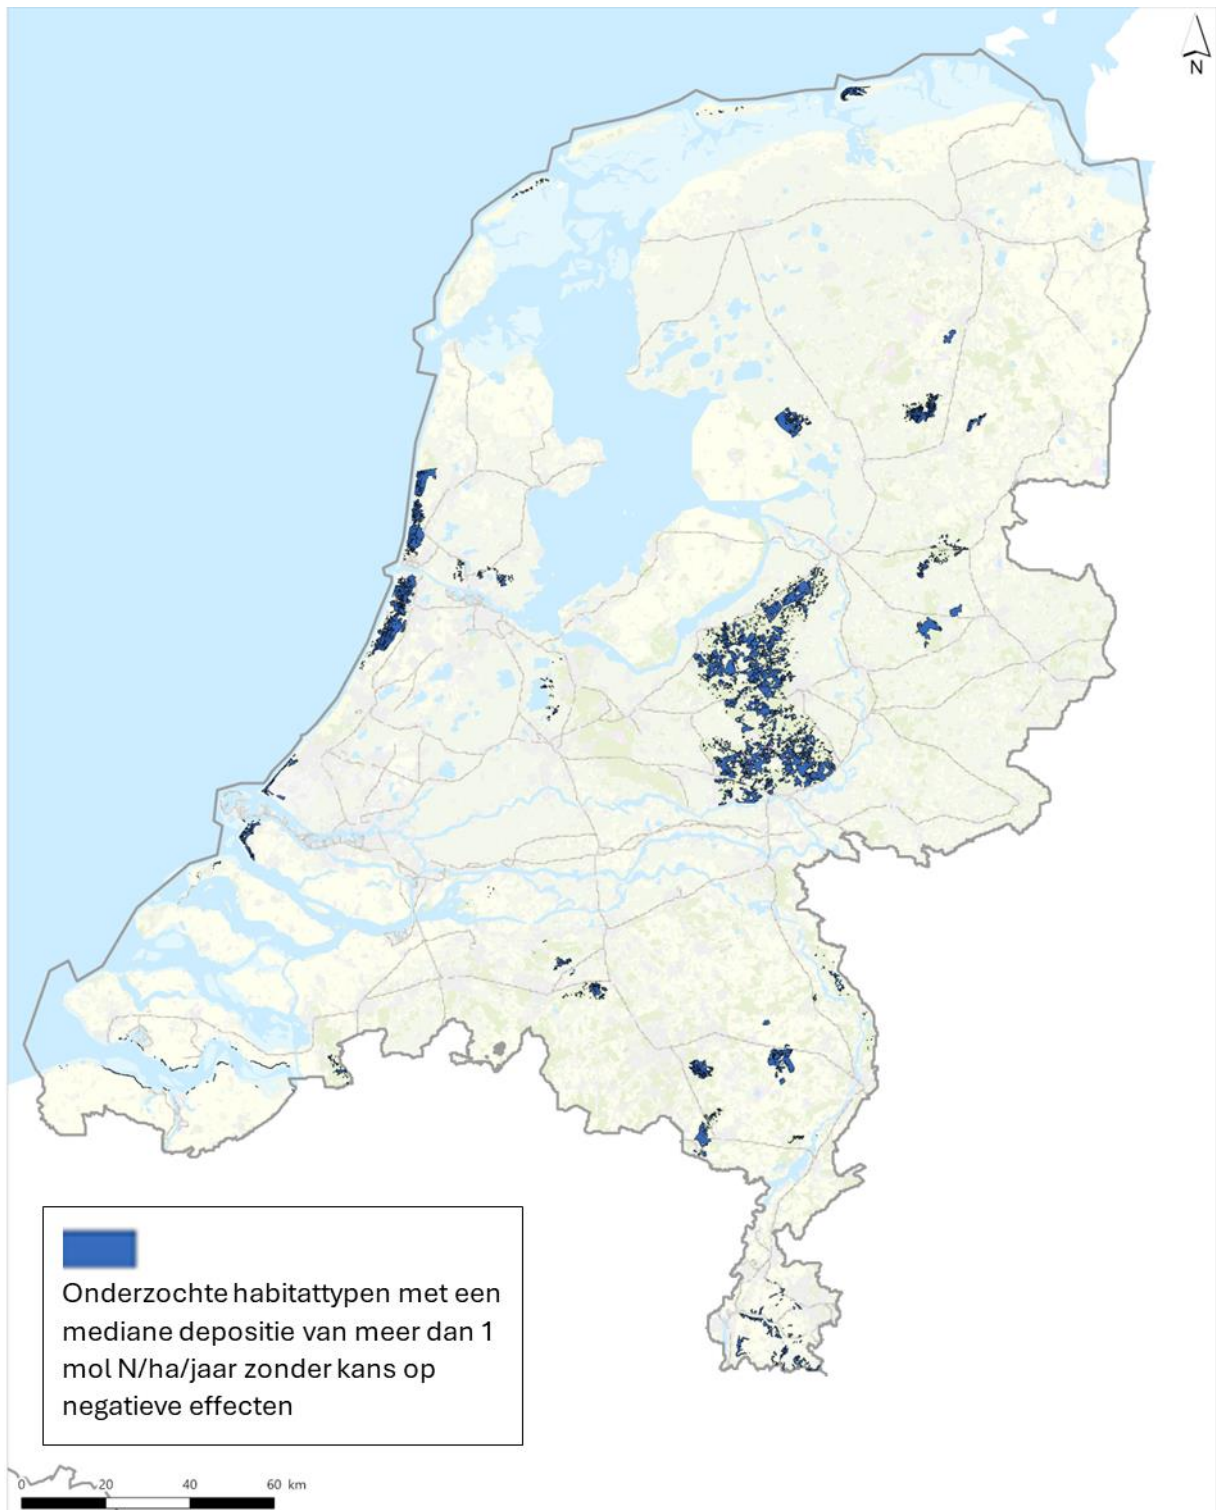 N
Onderzochte habitattypen met een
mediane depositie van meer dan 1
mol N/ha/jaar zonder kans op
negatieve effecten
0 20 40 60 km